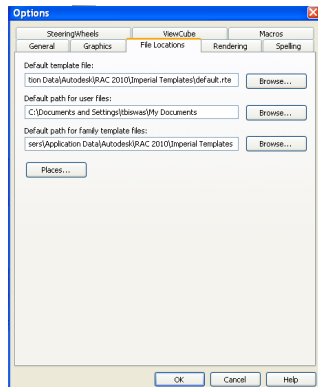 Options
SteeringWheels ViewCube Macros
General Graphics File Locations Rendering Spelling
Default template file:
tion Data\Autodesk\RAC 2010\Imperial Templates\default.rte Browse...
Default path for user files:
C:\Documents and Settings\tbiswas\My Documents Browse...
Default path for family template files:
sers\Application Data\Autodesk\RAC 2010\Imperial Templates Browse...
Places...
OK Cancel Help